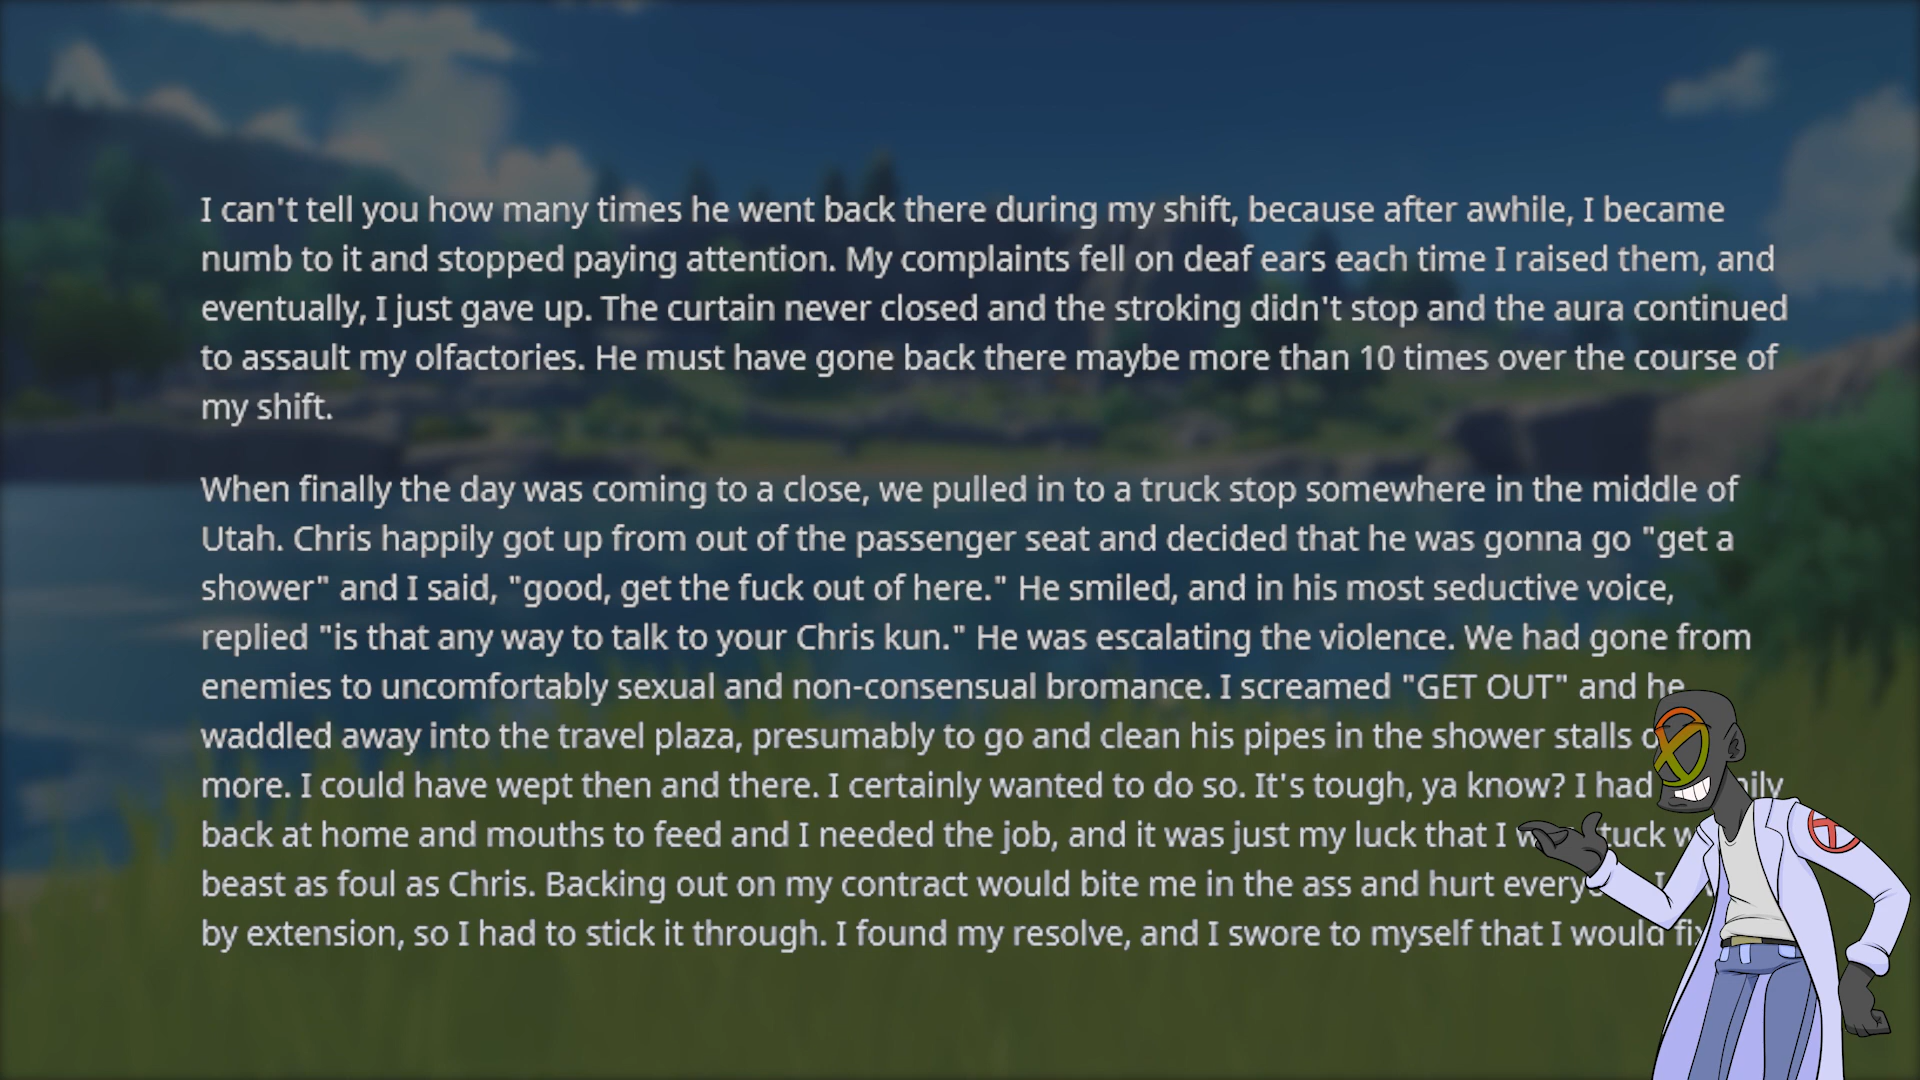 I can't tell you how many times he went back there during my shift, because after awhile, I became
numb to it and stopped paying attention. My complaints fell on deaf ears each time I raised them, and
eventually, I just gave up. The curtain never closed and the stroking didn't stop and the aura continued
to assault my olfactories. He must have gone back there maybe more than 10 times over the course of
my shift.
When finally the day was coming to a close, we pulled in to a truck stop somewhere in the middle of
Utah. Chris happily got up from out of the passenger seat and decided that he was gonna go "get a
shower" and I said, "good, get the fuck out of here." He smiled, and in his most seductive voice,
replied "is that any way to talk to your Chris kun." He was escalating the violence. We had gone from
enemies to uncomfortably sexual and non-consensual bromance. I screamed "GET OUT" and he
waddled away into the travel plaza, presumably to go and clean his pipes in the shower stalls
more. I could have wept then and there. I certainly wanted to do so. It's tough, ya know? I had
back at home and mouths to feed and I needed the job, and it was just my luck that I
beast as foul as Chris. Backing out on my contract would bite me in the ass and hurt
by extension, so I had to stick it through. I found my resolve, and I swore to myself that I would